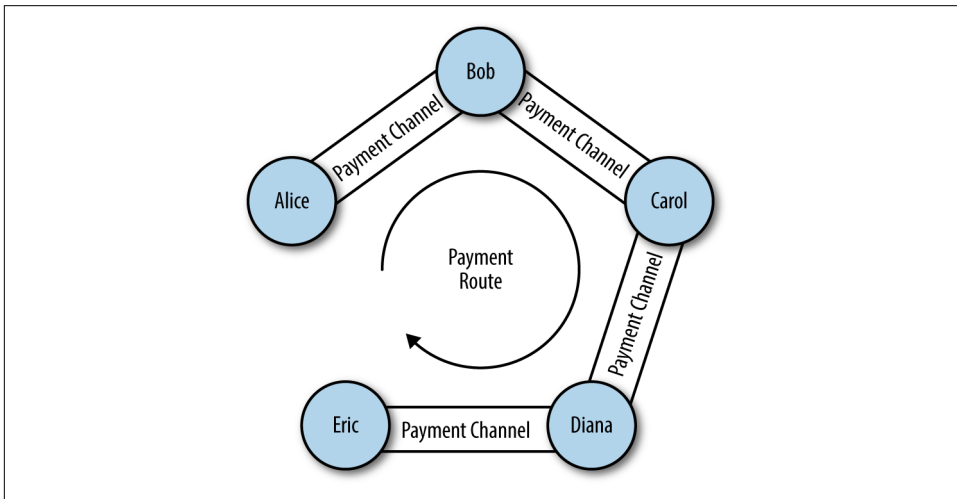 Bob
Payment Channel
Payment Channel
Alice
Carol
Payment
Route
Payment Channel
Eric
Payment Channel
Diana